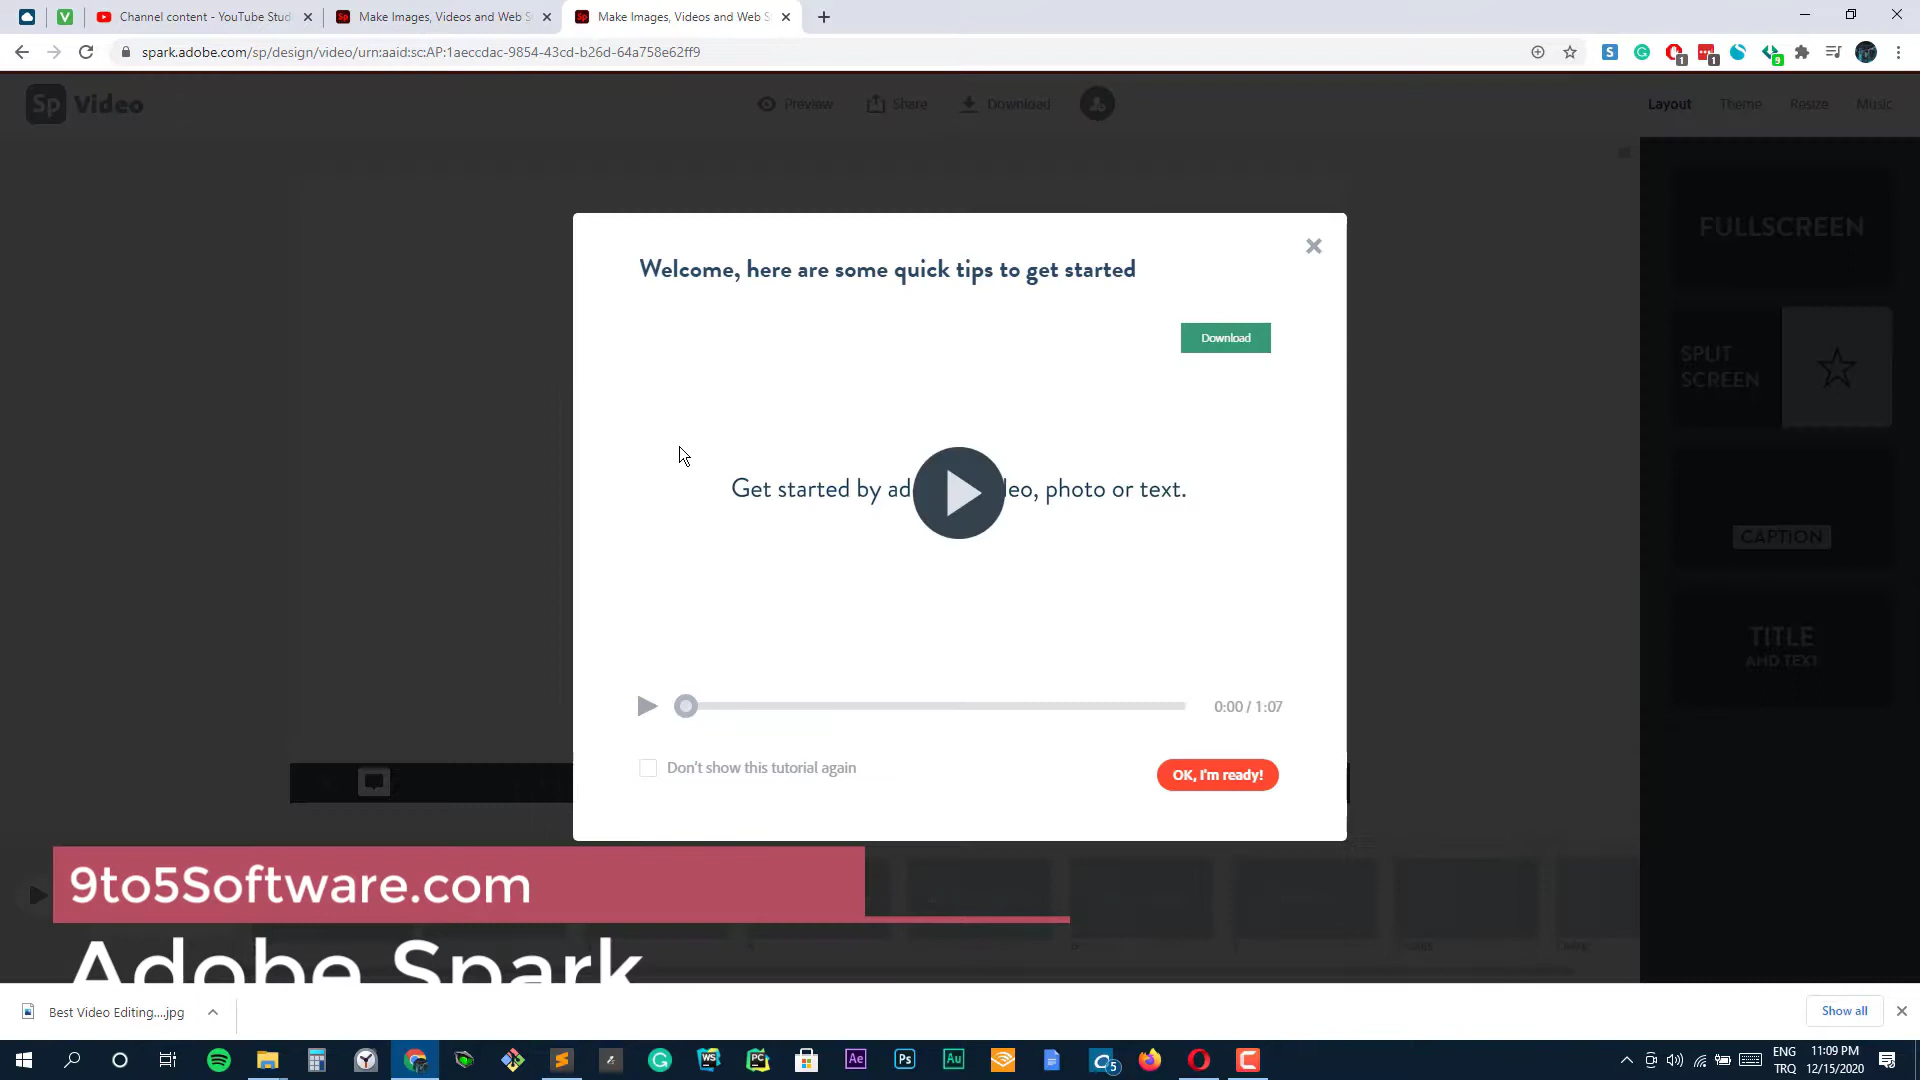 Channel content - YouTube Stud
Make Images, Videos and Web S
Make Images, Videos and Web S
spark.adobe.com/sp/design/video/urn:aaid:sc:AP:1aeccdac-9854-43cd-b26d-64a758e62ff9
Sp Video
Preview
Share
Download
Layout
Theme
Resize
Music
Welcome, here are some quick tips to get started
Download
Get started by ad eo, photo or text.
0:00 / 1:07
Don't show this tutorial again
OK, I'm ready!
FULLSCREEN
SPLIT
SCREEN
CAPTION
TITLE
AND TEXT
9to5Software.com
Adobe Spark
Best Video Editing....jpg
Show all
ENG
TRQ
11:09 PM
12/15/2020